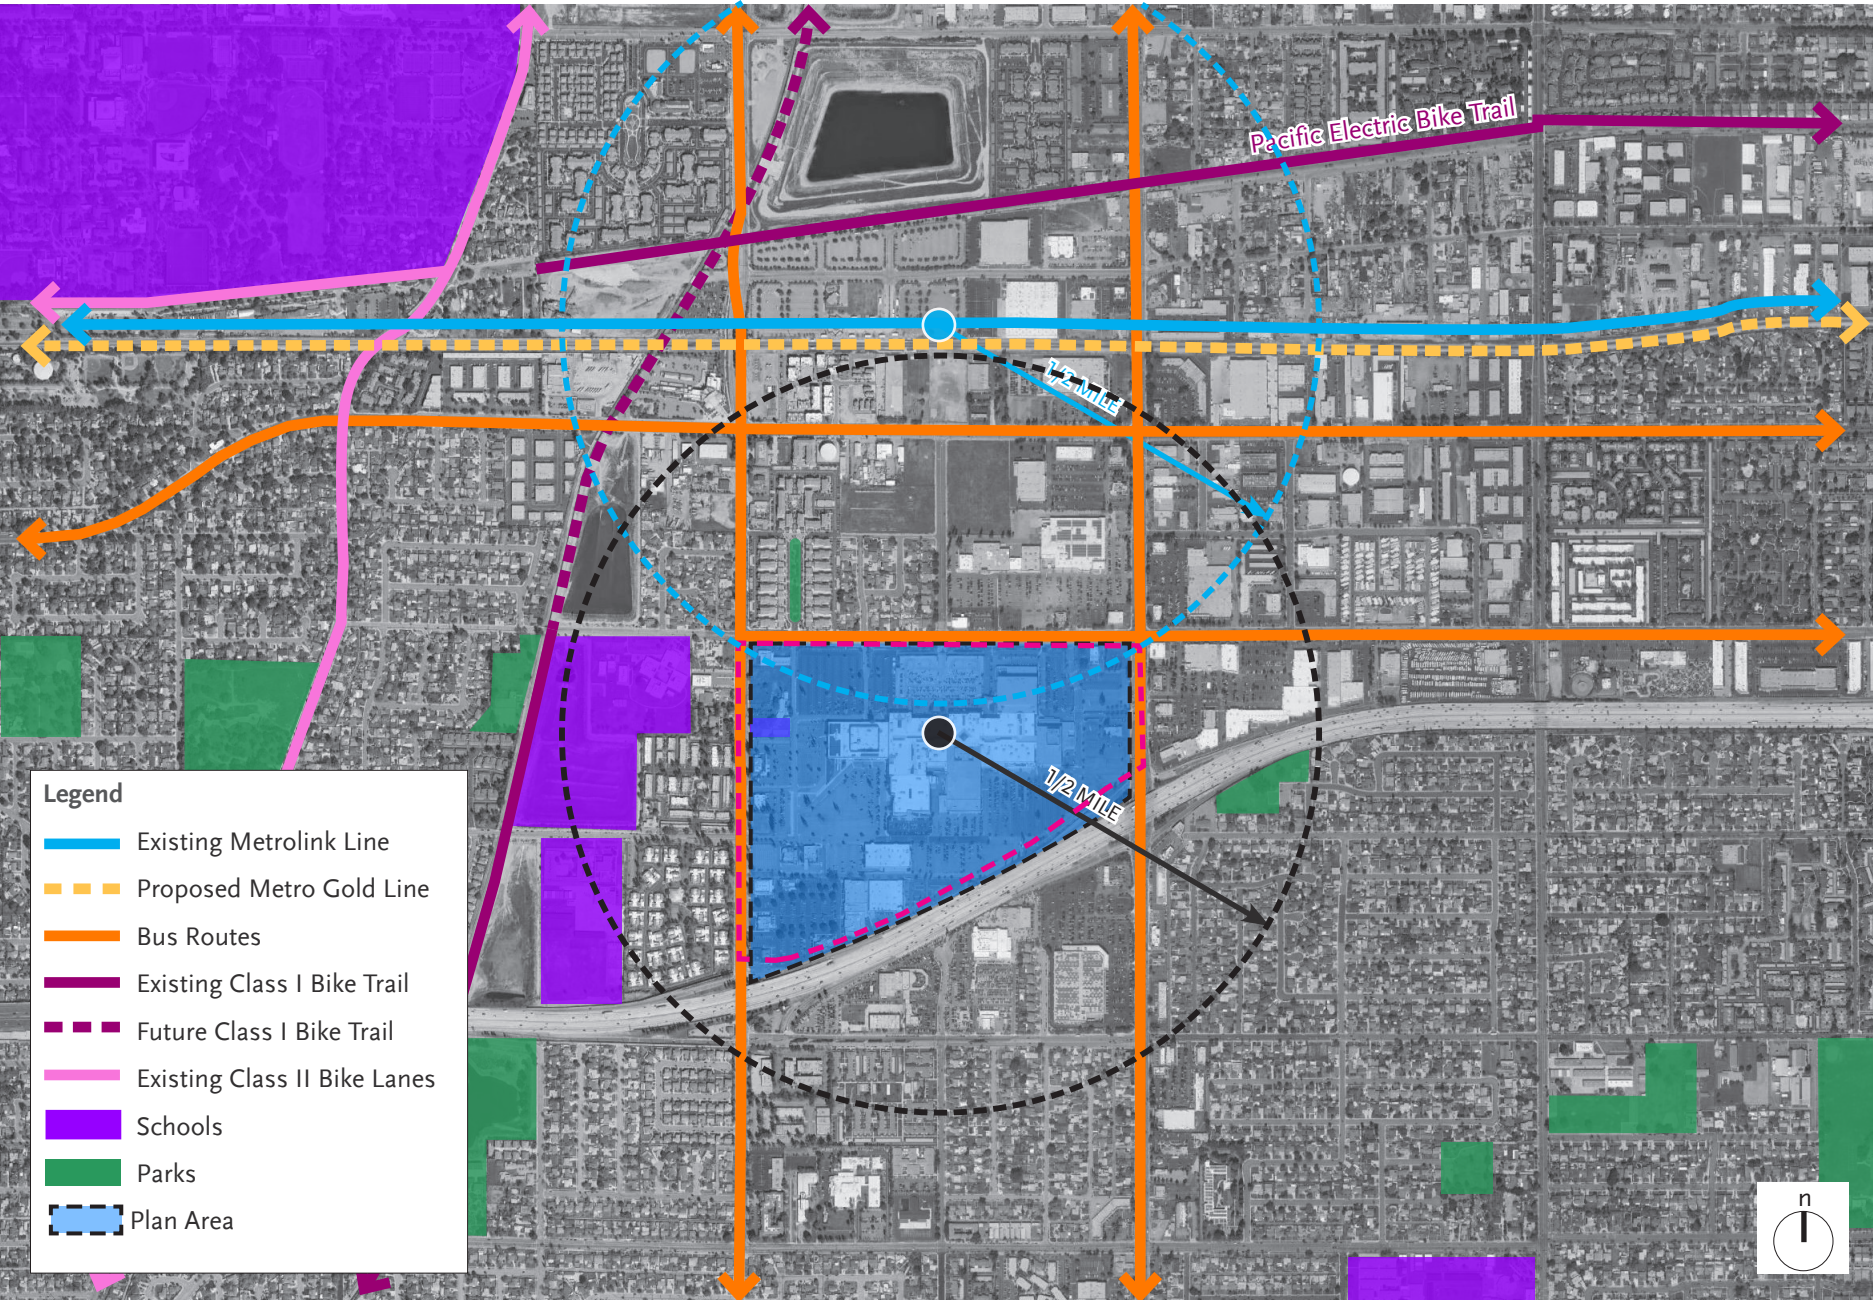 Pacific Electric Bike Trail
1/2 MILE
1/2 MILE
Legend
Existing Metrolink Line
Proposed Metro Gold Line
Bus Routes
Existing Class I Bike Trail
Future Class I Bike Trail
Existing Class II Bike Lanes
Schools
Parks
Plan Area
n